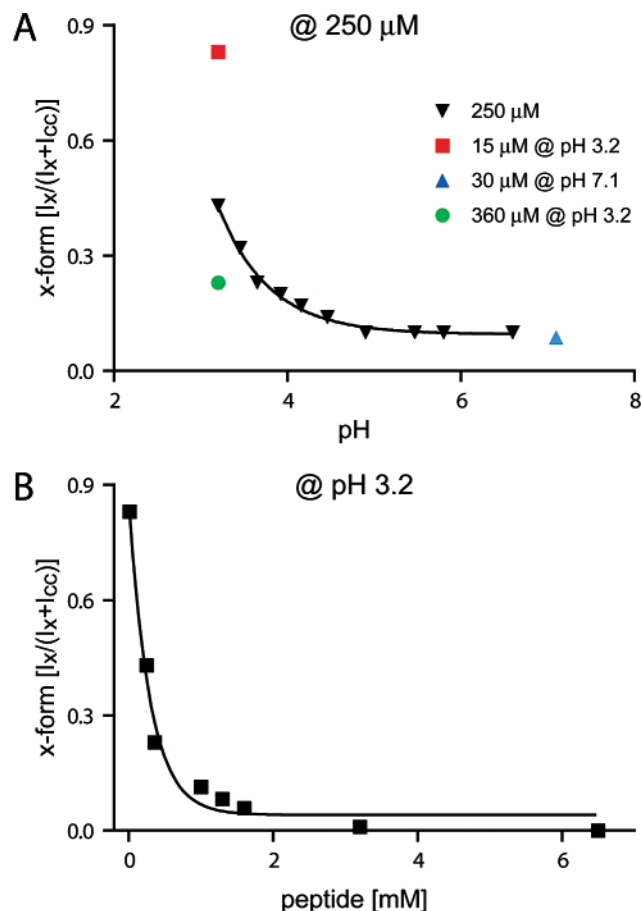 A
@ 250 μM
x-form [Ix/(Ix+Icc)]
0.9
0.6
0.3
0.0
250 μM
15 μM @ pH 3.2
30 μM @ pH 7.1
360 μM @ pH 3.2
2 4 6 8
pH
B
@ pH 3.2
x-form [Ix/(Ix+Icc)]
0.9
0.6
0.3
0.0
0 2 4 6
peptide [mM]